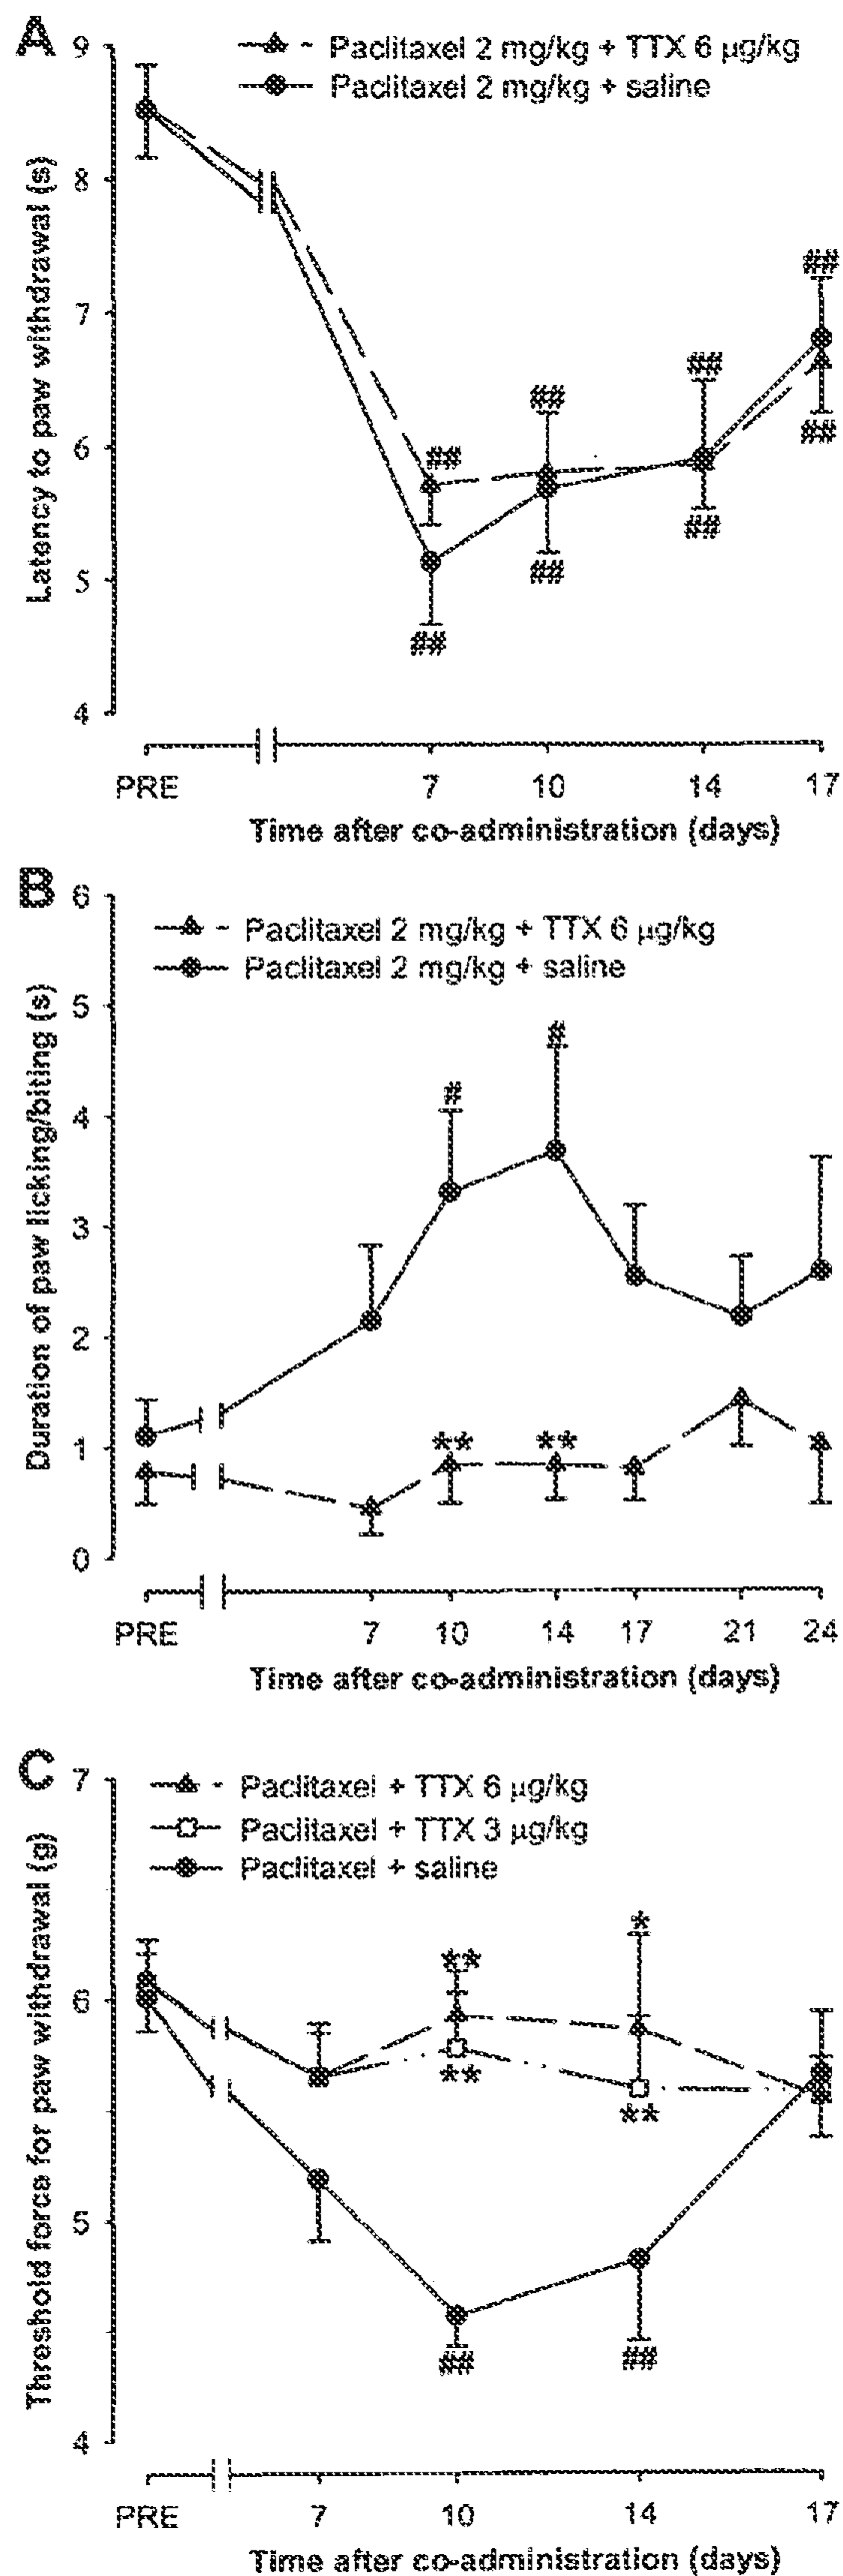 A
Paclitaxel 2 mg/kg + TTX 6 µg/kg
Paclitaxel 2 mg/kg + saline
Latency to paw withdrawal (s)
9
8
7
6
5
4
##
##
##
##
##
##
##
##
PRE 7 10 14 17
Time after co-administration (days)
B
Paclitaxel 2 mg/kg + TTX 6 µg/kg
Paclitaxel 2 mg/kg + saline
Duration of paw licking/biting (s)
6
5
4
3
2
1
0
#
#
** **
PRE 7 10 14 17 21 24
Time after co-administration (days)
C
Paclitaxel + TTX 6 µg/kg
Paclitaxel + TTX 3 µg/kg
Paclitaxel + saline
Threshold force for paw withdrawal (g)
7
6
5
4
*
**
**
**
## ##
PRE 7 10 14 17
Time after co-administration (days)